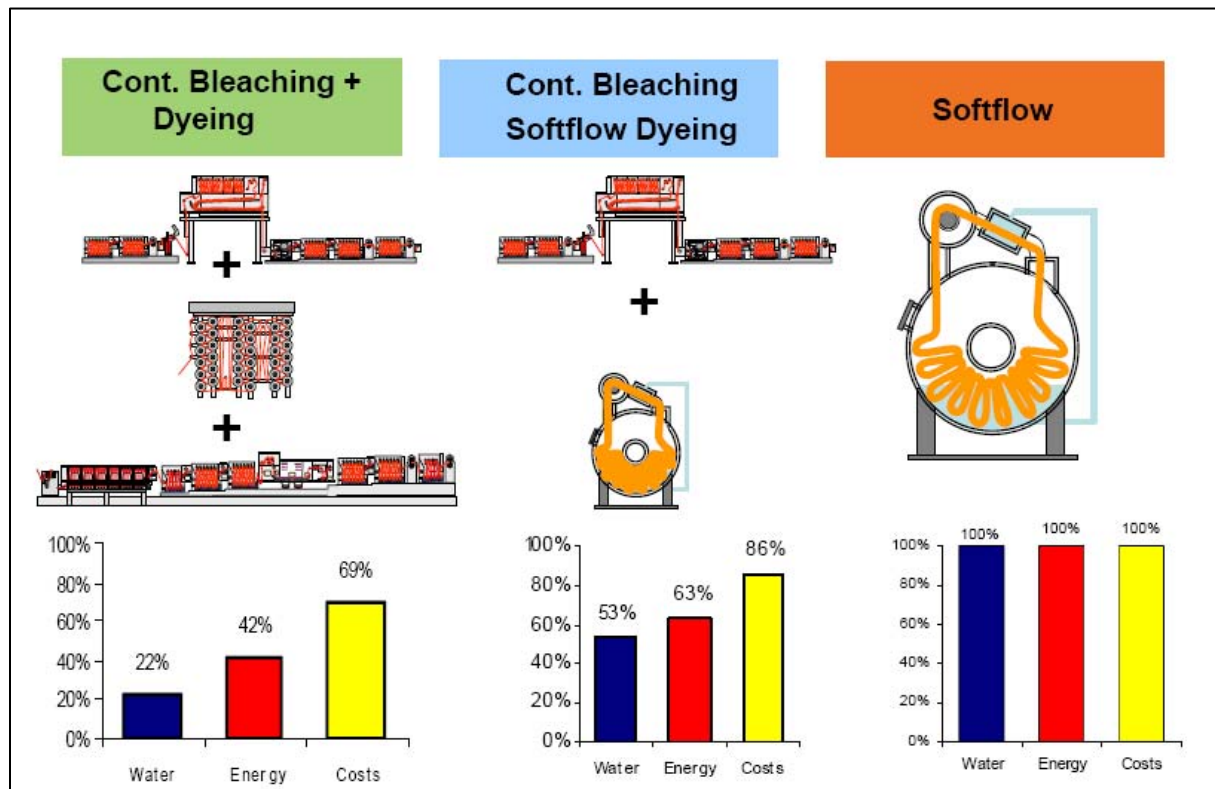 Cont. Bleaching +
Dyeing
Cont. Bleaching
Softflow Dyeing
Softflow
+
+
+
100%
80%
60%
40%
20%
0%
22%
42%
69%
Water
Energy
Costs
100%
80%
60%
40%
20%
0%
53%
63%
86%
Water
Energy
Costs
100%
80%
60%
40%
20%
0%
100%
100%
100%
Water
Energy
Costs